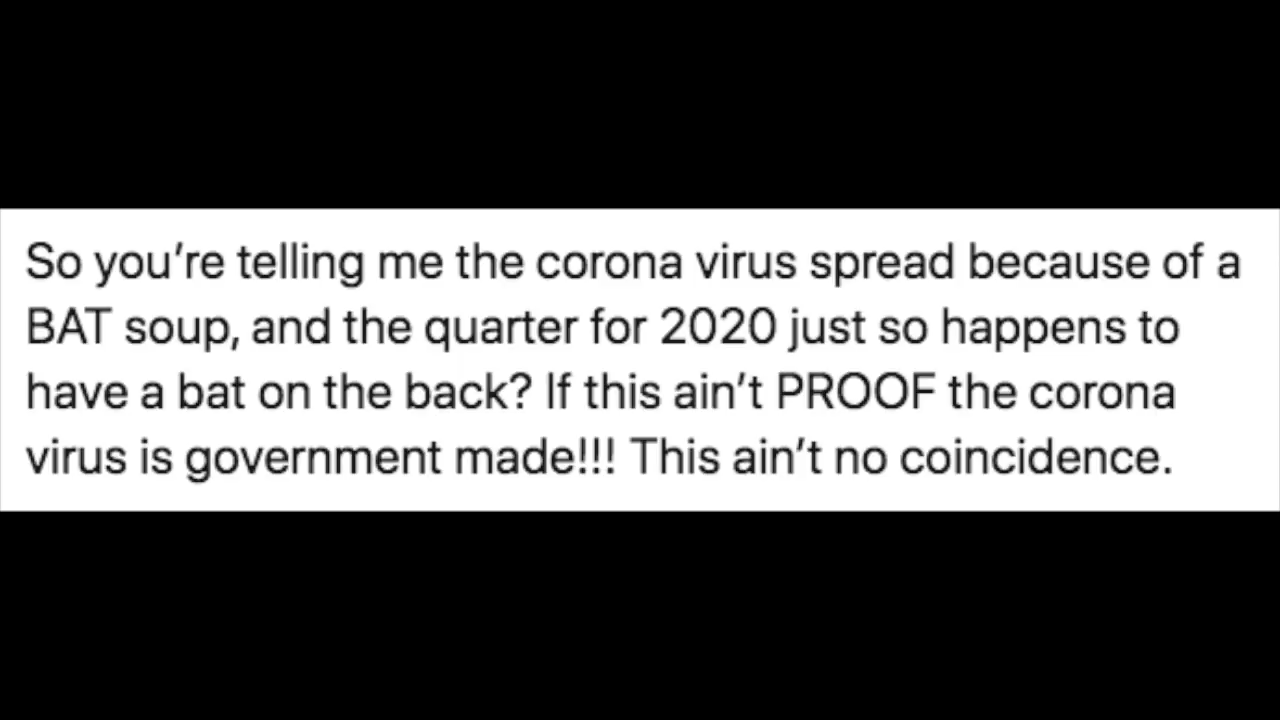 So you’re telling me the corona virus spread because of a
BAT soup, and the quarter for 2020 just so happens to
have a bat on the back? If this ain’t PROOF the corona
virus is government made!!! This ain’t no coincidence.